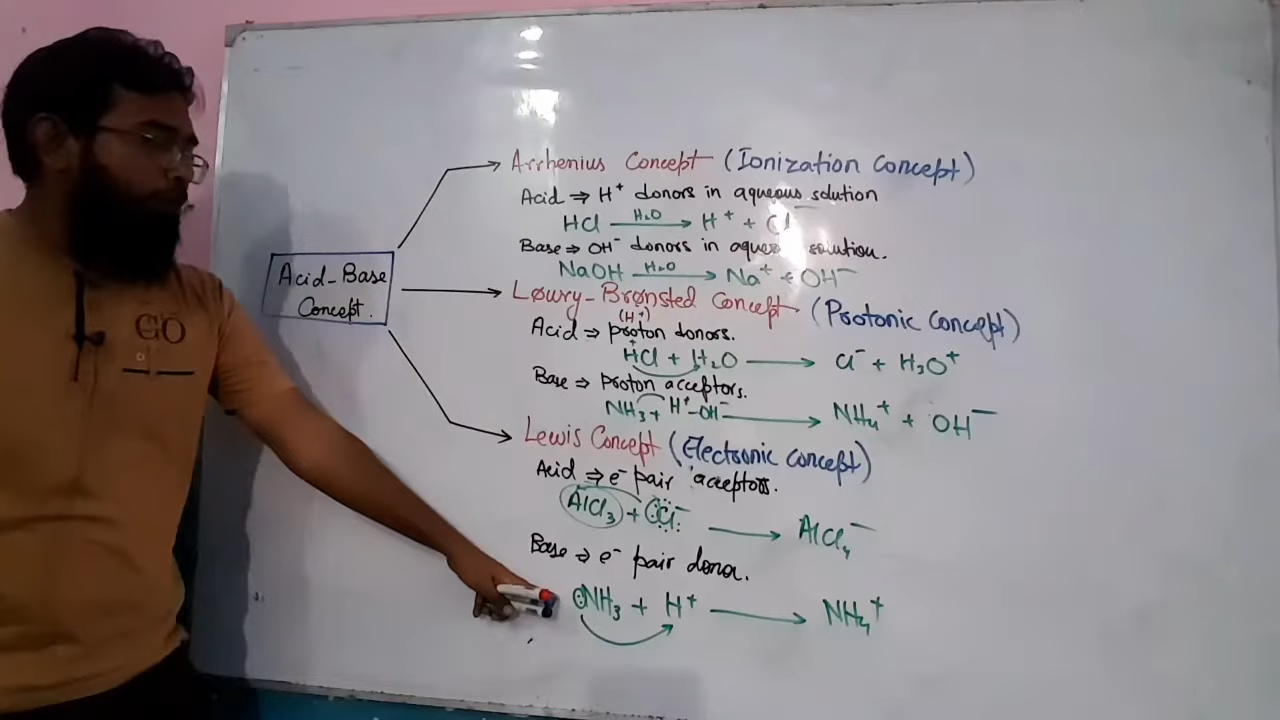 Acid-Base
Concept.
Arrhenius Concept (Ionization concept)
Acid ⇒ H⁺ donors in aqueous solution
HCl —H₂O→ H⁺ + Cl⁻
Base ⇒ OH⁻ donors in aqueous solution.
NaOH —H₂O→ Na⁺ + OH⁻
Løwry-Brønsted Concept (Protonic concept)
(H⁺)
Acid ⇒ proton donors.
HCl + H₂O → Cl⁻ + H₃O⁺
Base ⇒ proton acceptors.
NH₃ + H⁺-OH⁻ → NH₄⁺ + OH⁻
Lewis Concept (Electronic concept)
Acid ⇒ e⁻ pair acceptors.
AlCl₃ + :Cl:⁻ → AlCl₄⁻
Base ⇒ e⁻ pair donor.
:NH₃ + H⁺ → NH₄⁺